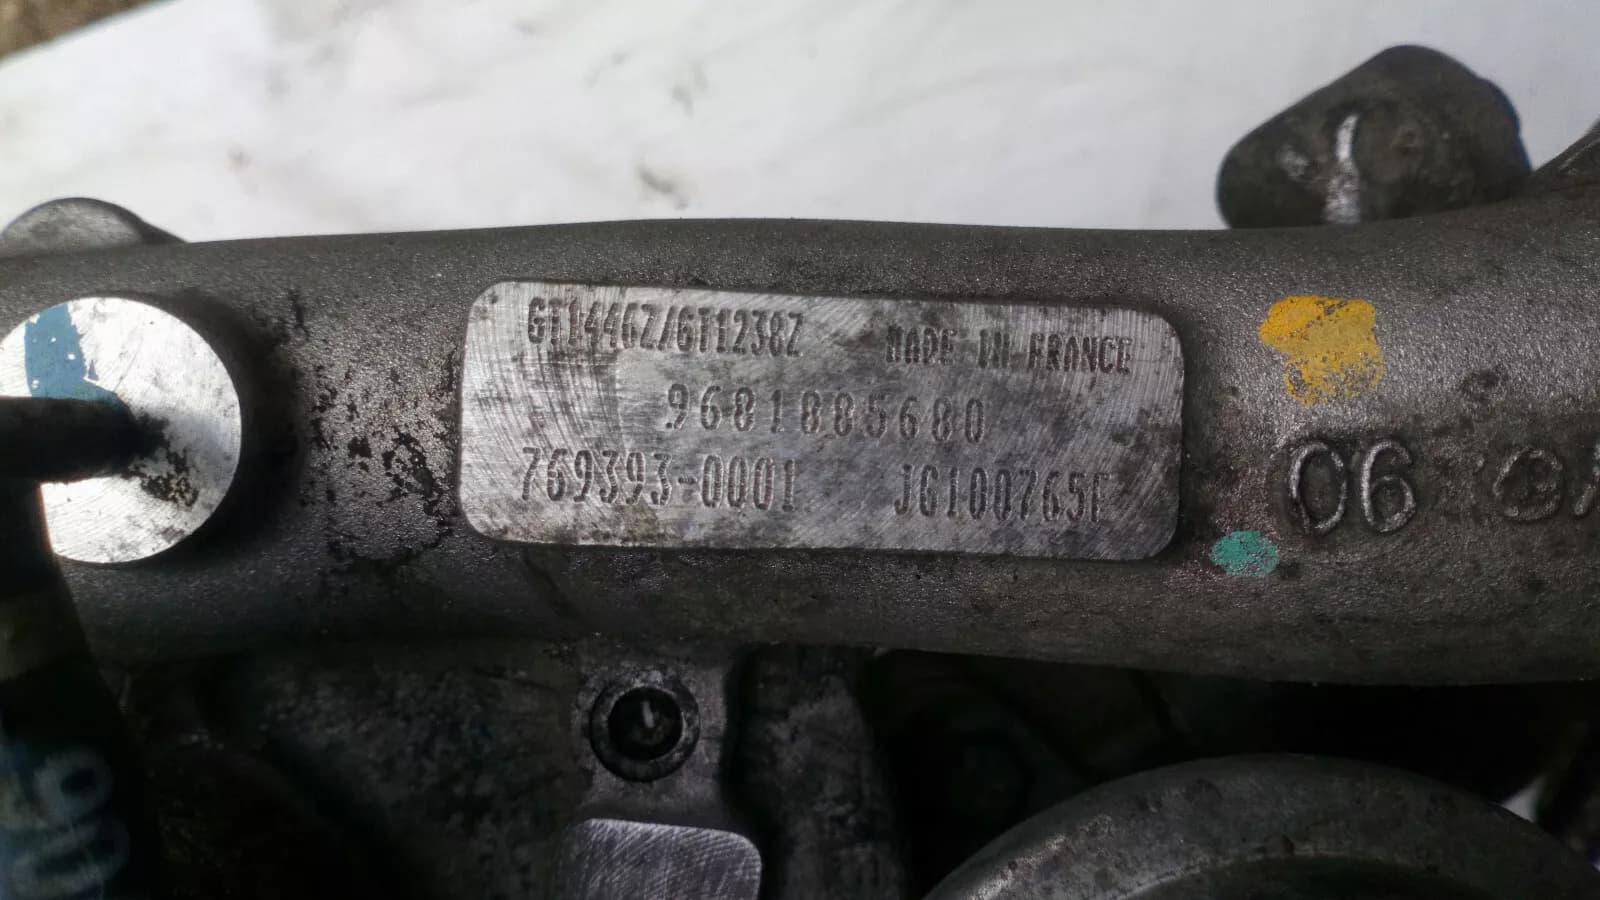 GT1446Z/GT1238Z MADE IN FRANCE
9681885680
769393-0001 JG100765F
06